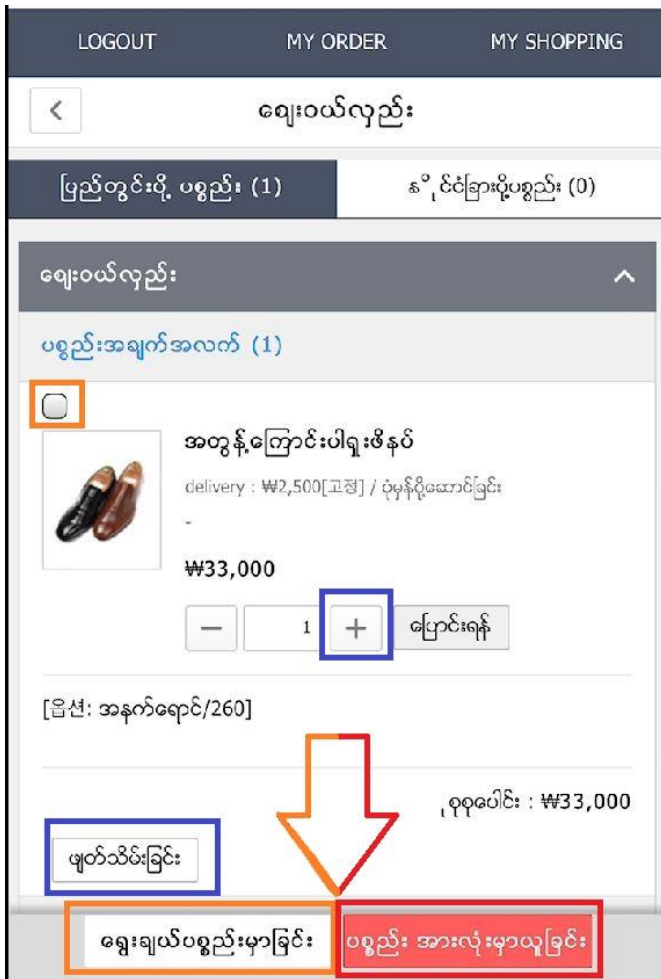 LOGOUT MY ORDER MY SHOPPING
ဈေးဝယ်လှည်း
ပြည်တွင်းပို့ ပစ္စည်း (1) နိုင်ငံခြားပို့ပစ္စည်း (0)
ဈေးဝယ်လှည်း
ပစ္စည်းအချက်အလက် (1)
အတွန့်ကြောင်းပါရှူးဖိနပ်
delivery : ₩2,500[고정] / ပုံမှန်ပို့ဆောင်ခြင်း
-
₩33,000
1 ပြောင်းရန်
[옵션: အနက်ရောင်/260]
စုစုပေါင်း : ₩33,000
ဖျတ်သိမ်းခြင်း
ရွေးချယ်ပစ္စည်းမှာခြင်း ပစ္စည်း အားလုံးမှာယူခြင်း